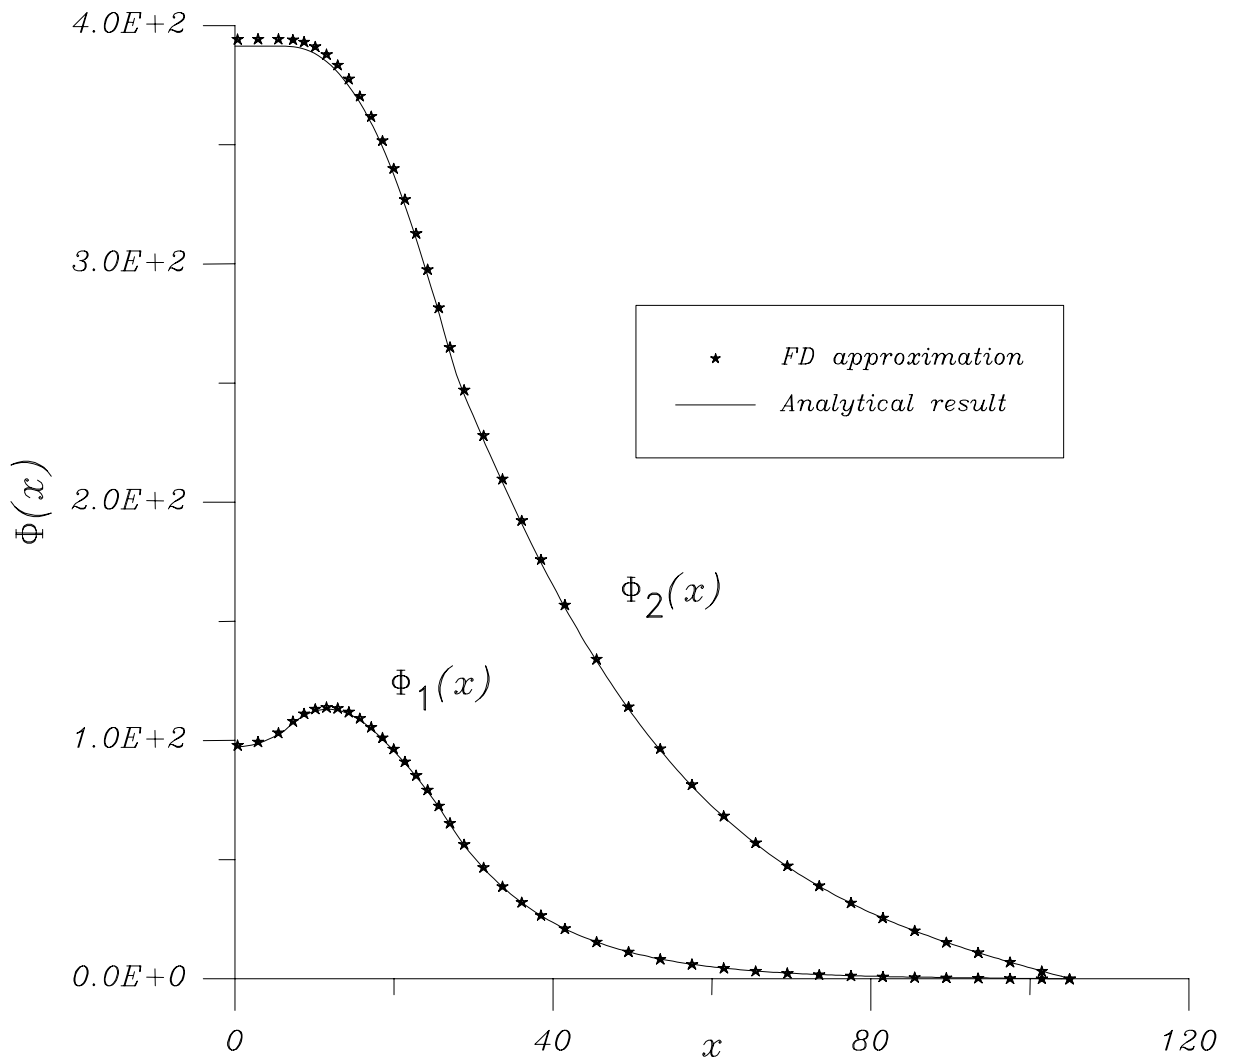 4.0E+2
3.0E+2
FD approximation
Analytical result
Φ(x)
2.0E+2
Φ2(x)
Φ1(x)
1.0E+2
0.0E+0
0 40 x 80 120